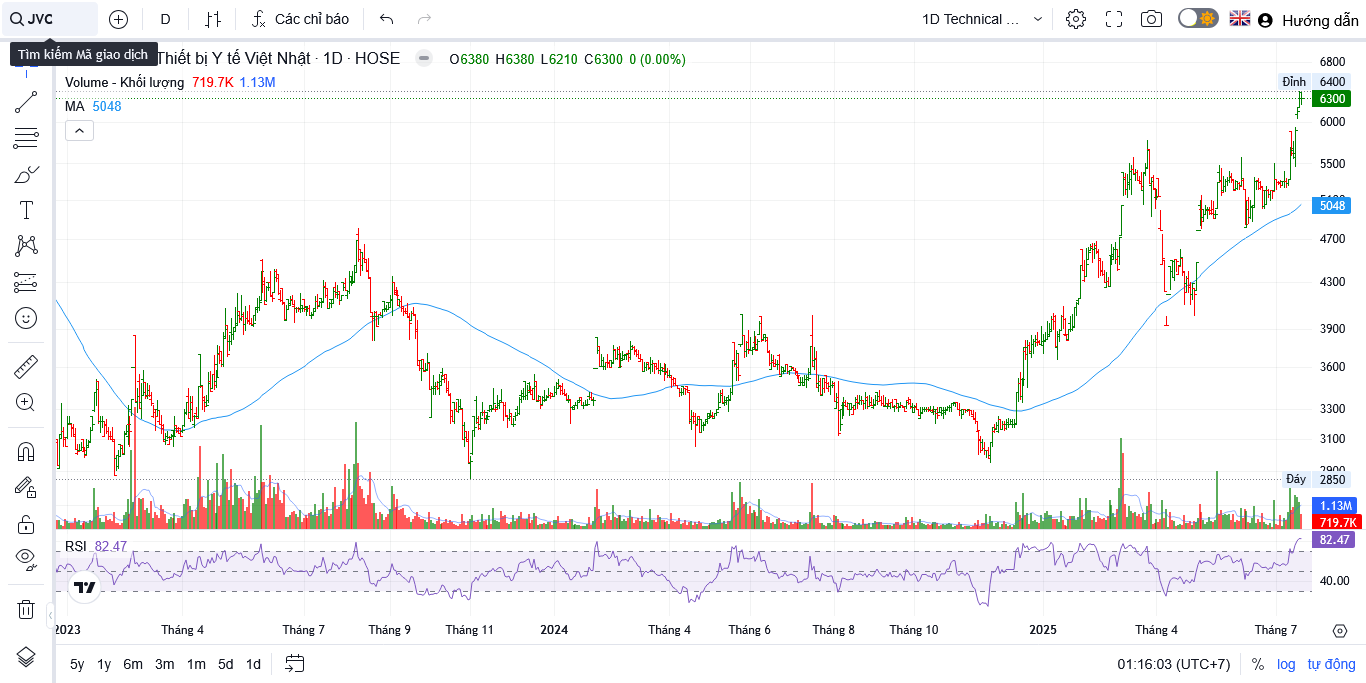 JVC D Các chỉ báo 1D Technical ... Hướng dẫn
Tìm kiếm Mã giao dịch
Thiết bị Y tế Việt Nhật · 1D · HOSE O6380 H6380 L6210 C6300 0 (0.00%)
Volume - Khối lượng 719.7K 1.13M
MA 5048
6800
Đỉnh 6400
6300
6000
5500
5048
4700
4300
3900
3600
3300
3100
2900
Đáy 2850
1.13M
719.7K
RSI 82.47
82.47
40.00
2023 Tháng 4 Tháng 7 Tháng 9 Tháng 11 2024 Tháng 4 Tháng 6 Tháng 8 Tháng 10 2025 Tháng 4 Tháng 7
5y 1y 6m 3m 1m 5d 1d 01:16:03 (UTC+7) % log tự động